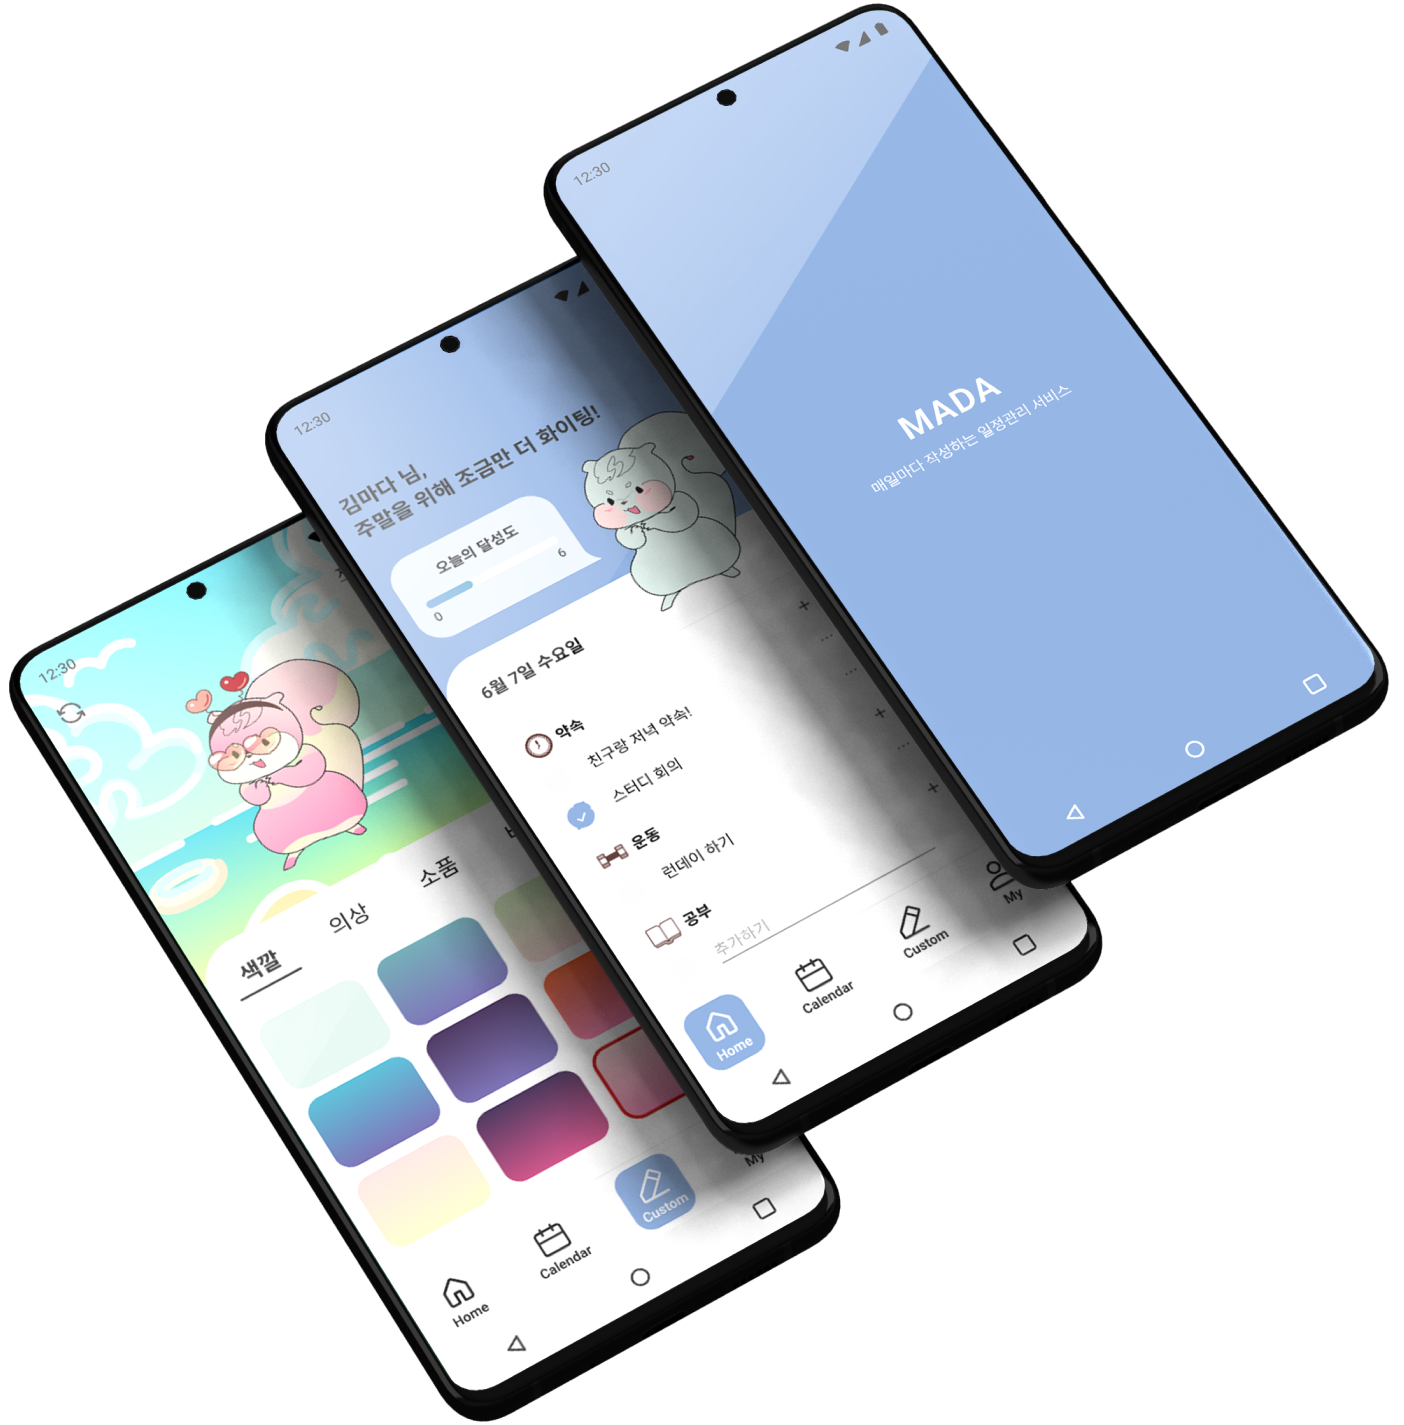 12:30
MADA
매일마다 작성하는 일정관리 서비스
12:30
김마다 님,
주말을 위해 조금만 더 화이팅!
오늘의 달성도
0
6
6월 7일 수요일
약속
친구랑 저녁 약속!
스터디 회의
운동
런데이 하기
공부
추가하기
Home
Calendar
Custom
My
12:30
색깔
의상
소품
Home
Calendar
Custom
My